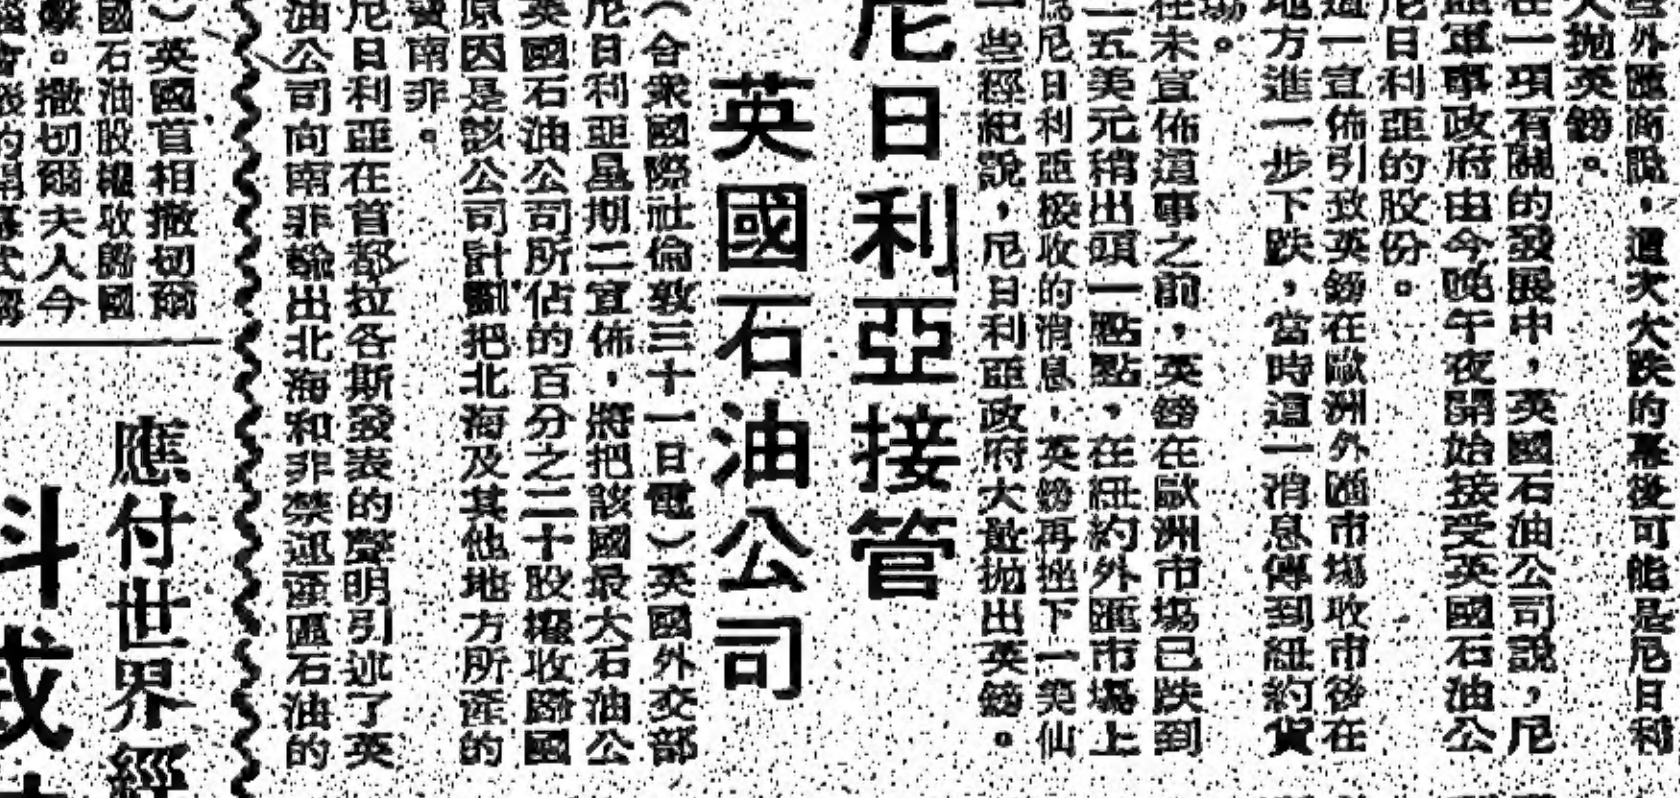 些外匯商說，這次大跌的幕後可能是尼日利
大拋英鎊。
在一項有關的發展中，英國石油公司說，尼
軍事政府由今晚午夜開始接受英國石油公
尼日利亞的股份。
這一宣佈引致英鎊在歐洲外匯市場收市後在
地方進一步下跌，當時這一消息傳到紐約貨
場。
在未宣佈這事之前，英鎊在歐洲市場已跌到
二五美元稍出頭一點點，在紐約外匯市場上
爲尼日利亞接收的消息，英鎊再挫下一美仙
一些經紀說，尼日利亞政府大量拋出英鎊。
尼日利亞接管
英國石油公司
（合衆國際社倫敦三十一日電）英國外交部
尼日利亞星期二宣佈，將把該國最大石油公
英國石油公司所佔的百分之二十股權收歸國
原因是該公司計劃把北海及其他地方所產的
賣南非。
尼日利亞在首都拉各斯發表的聲明引述了英
油公司向南非輸出北海和非禁運區石油的
）英國首相撒切爾
國石油股權收歸國
擊。撒切爾夫人今
的開幕式
應付世界經